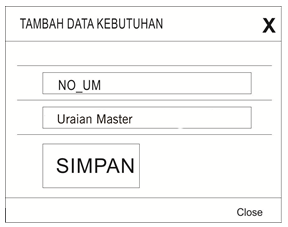 TAMBAH DATA KEBUTUHAN X
NO_UM
Uraian Master
SIMPAN
Close